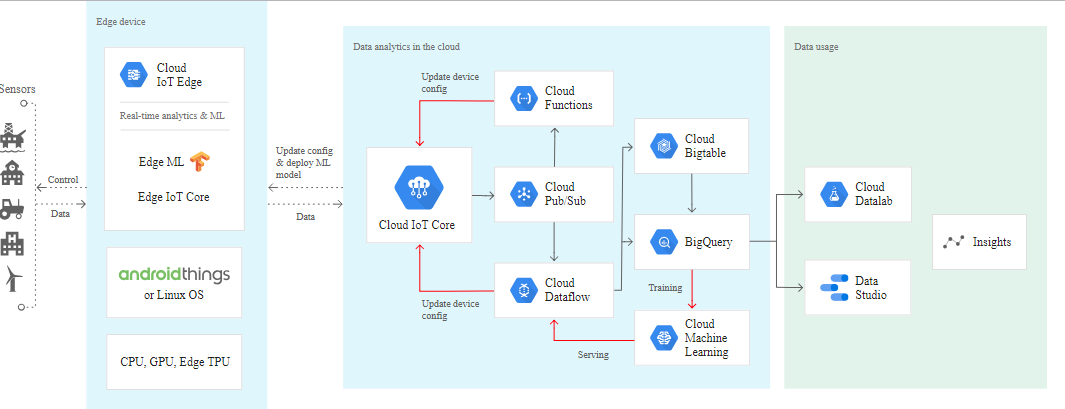 Sensors
Control
Data
Edge device
Cloud
IoT Edge
Real-time analytics & ML
Edge ML
Edge IoT Core
androidthings
or Linux OS
CPU, GPU, Edge TPU
Update config
& deploy ML
model
Data
Data analytics in the cloud
Update device
config
Cloud IoT Core
Update device
config
Cloud
Functions
Cloud
Pub/Sub
Cloud
Dataflow
Cloud
Bigtable
BigQuery
Training
Cloud
Machine
Learning
Serving
Data usage
Cloud
Datalab
Data
Studio
Insights